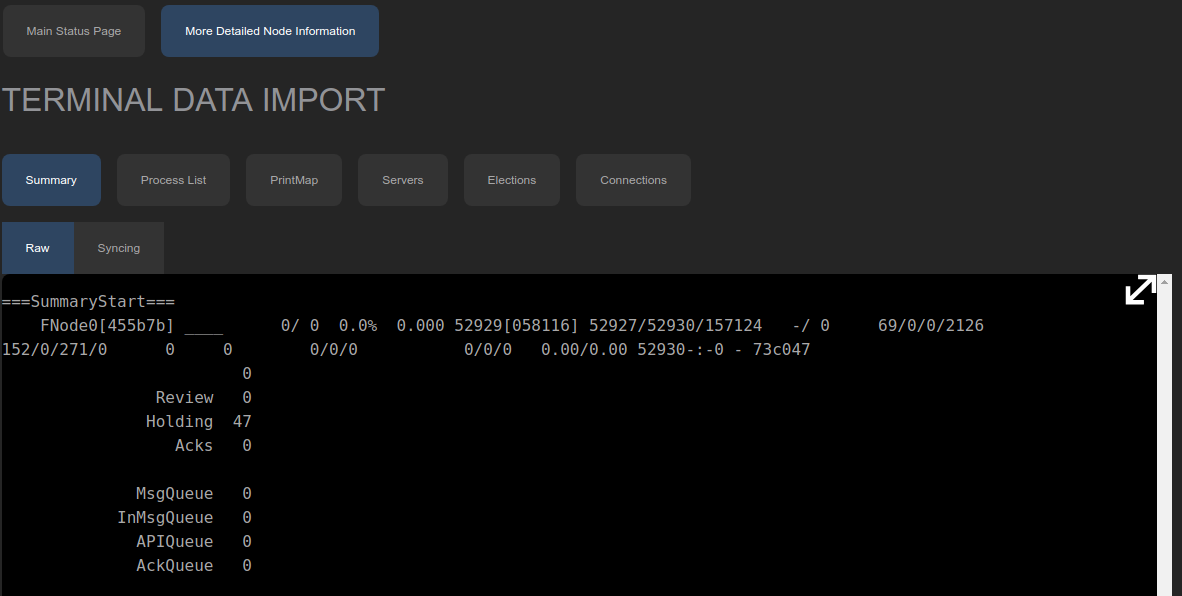 Main Status Page More Detailed Node Information
TERMINAL DATA IMPORT
Summary Process List PrintMap Servers Elections Connections
Raw Syncing
===SummaryStart===
FNode0[455b7b] ____ 0/ 0 0.0% 0.000 52929[058116] 52927/52930/157124 -/ 0 69/0/0/2126
152/0/271/0 0 0 0/0/0 0/0/0 0.00/0.00 52930-:-0 - 73c047
0
Review 0
Holding 47
Acks 0
MsgQueue 0
InMsgQueue 0
APIQueue 0
AckQueue 0